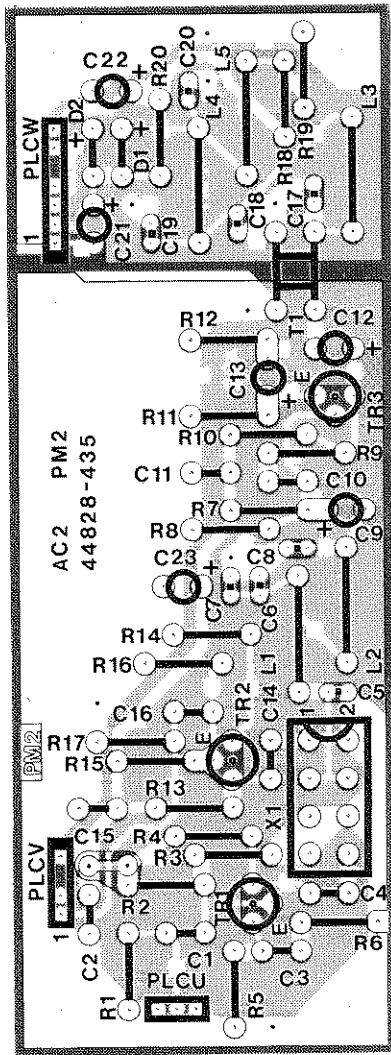 C22
+
R20
C20
L5
L4
D2
+
+
D1
R18
R19
L3
PLCW
1
+
C21
C19
C18
C17
R12
T1
C12
+
C13
E
TR3
+
R11
R10
R9
C11
C10
R7
R8
C9
+
AC2 PM2
44828-435
C23
+
C7
C8
C6
R14
R16
L1
L2
C16
TR2
E
C14
C5
1
2
R17
R15
PM2
R13
X1
R4
R3
C15
PLCV
1
R2
TR1
E
C4
R6
C2
C1
C3
R1
PLCU
R5